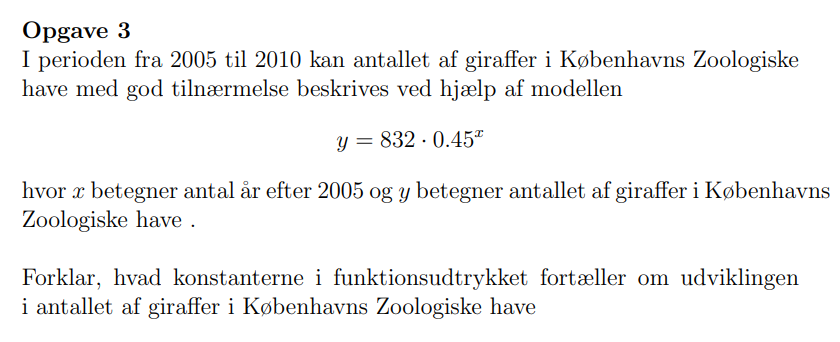 Opgave 3
I perioden fra 2005 til 2010 kan antallet af giraffer i Københavns Zoologiske
have med god tilnærmelse beskrives ved hjælp af modellen
y = 832 · 0.45^x
hvor x betegner antal år efter 2005 og y betegner antallet af giraffer i Københavns
Zoologiske have .
Forklar, hvad konstanterne i funktionsudtrykket fortæller om udviklingen
i antallet af giraffer i Københavns Zoologiske have